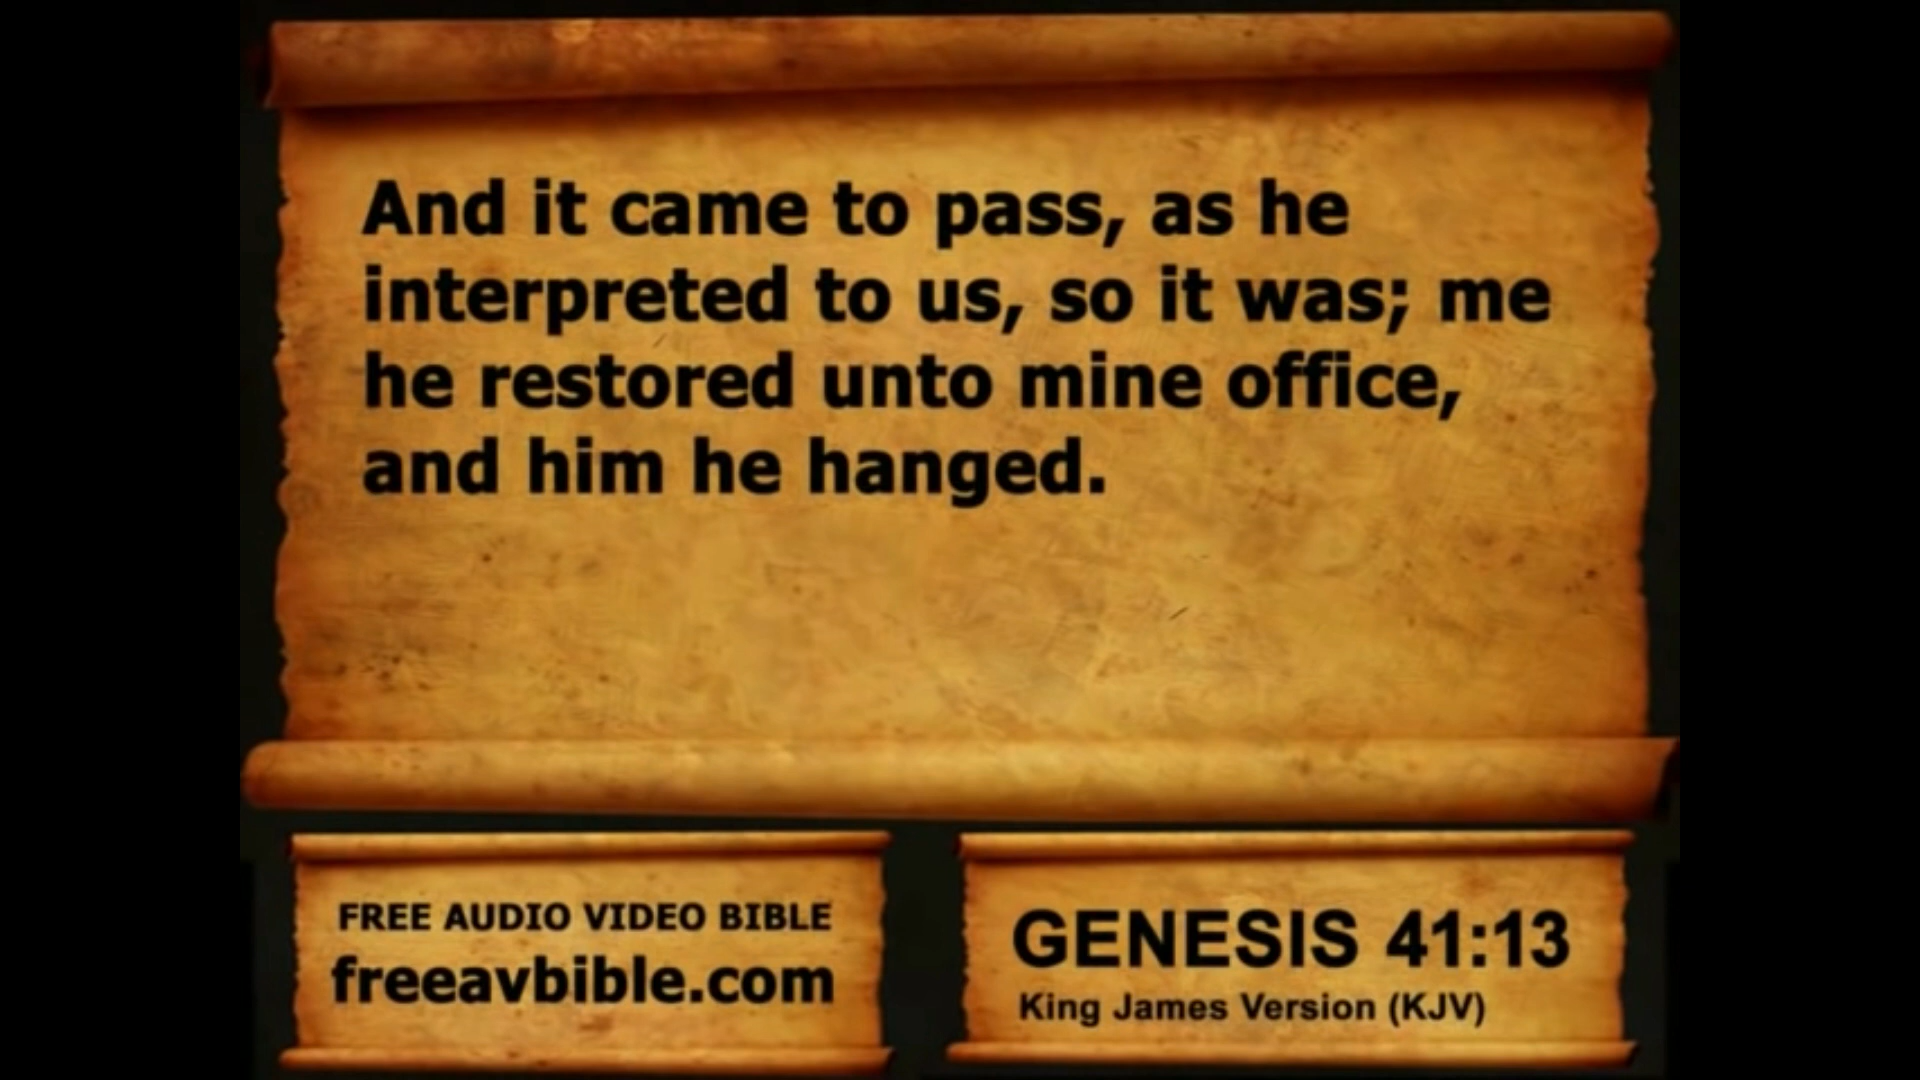 And it came to pass, as he
interpreted to us, so it was; me
he restored unto mine office,
and him he hanged.
FREE AUDIO VIDEO BIBLE
freeavbible.com
GENESIS 41:13
King James Version (KJV)